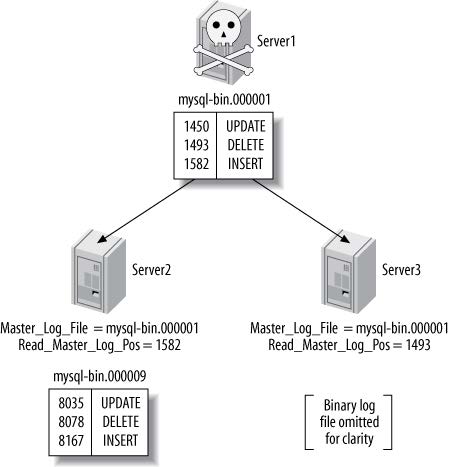 Server1
mysql-bin.000001
1450 UPDATE
1493 DELETE
1582 INSERT
Server2
Server3
Master_Log_File = mysql-bin.000001
Read_Master_Log_Pos = 1582
Master_Log_File = mysql-bin.000001
Read_Master_Log_Pos = 1493
mysql-bin.000009
8035 UPDATE
8078 DELETE
8167 INSERT
Binary log
file omitted
for clarity